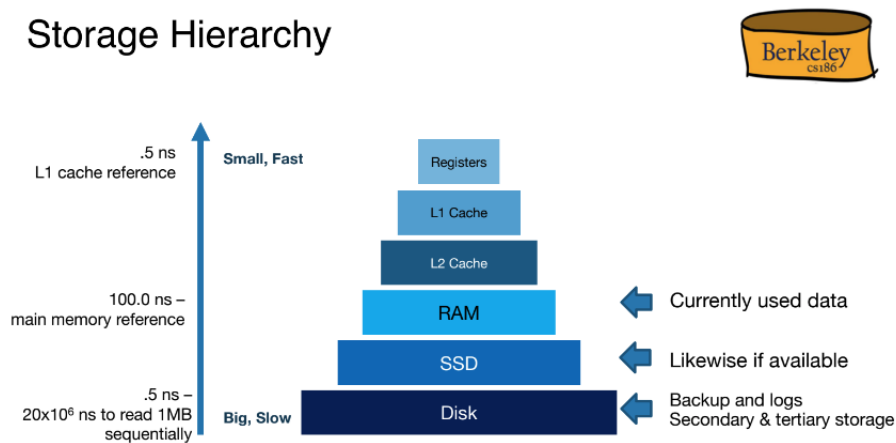 Storage Hierarchy
Berkeley
cs186
.5 ns
L1 cache reference
Small, Fast
Registers
L1 Cache
L2 Cache
100.0 ns –
main memory reference
RAM
Currently used data
SSD
Likewise if available
.5 ns –
20x10⁶ ns to read 1MB
sequentially
Big, Slow
Disk
Backup and logs
Secondary & tertiary storage